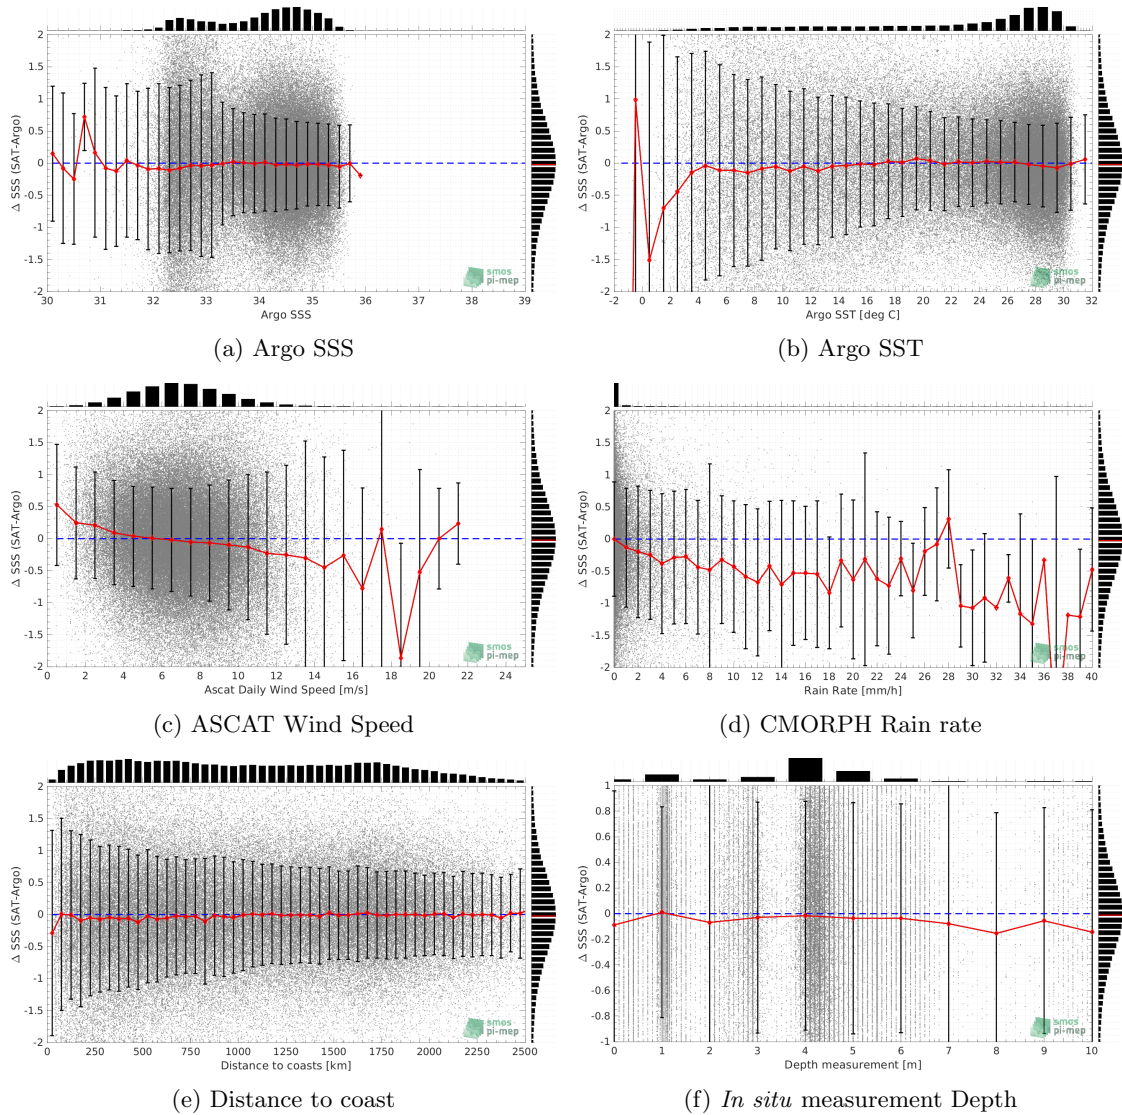 2
1.5
1
0.5
0
-0.5
-1
-1.5
-2
Δ SSS (SAT-Argo)
30 31 32 33 34 35 36 37 38 39
Argo SSS
smos
pi-mep
(a) Argo SSS
2
1.5
1
0.5
0
-0.5
-1
-1.5
-2
Δ SSS (SAT-Argo)
-2 0 2 4 6 8 10 12 14 16 18 20 22 24 26 28 30 32
Argo SST [deg C]
smos
pi-mep
(b) Argo SST
2
1.5
1
0.5
0
-0.5
-1
-1.5
-2
Δ SSS (SAT-Argo)
0 2 4 6 8 10 12 14 16 18 20 22 24
Ascat Daily Wind Speed [m/s]
smos
pi-mep
(c) ASCAT Wind Speed
2
1.5
1
0.5
0
-0.5
-1
-1.5
-2
Δ SSS (SAT-Argo)
0 2 4 6 8 10 12 14 16 18 20 22 24 26 28 30 32 34 36 38 40
Rain Rate [mm/h]
smos
pi-mep
(d) CMORPH Rain rate
2
1.5
1
0.5
0
-0.5
-1
-1.5
-2
Δ SSS (SAT-Argo)
0 250 500 750 1000 1250 1500 1750 2000 2250 2500
Distance to coasts [km]
smos
pi-mep
(e) Distance to coast
1
0.8
0.6
0.4
0.2
0
-0.2
-0.4
-0.6
-0.8
-1
Δ SSS (SAT-Argo)
0 1 2 3 4 5 6 7 8 9 10
Depth measurement [m]
smos
pi-mep
(f) In situ measurement Depth